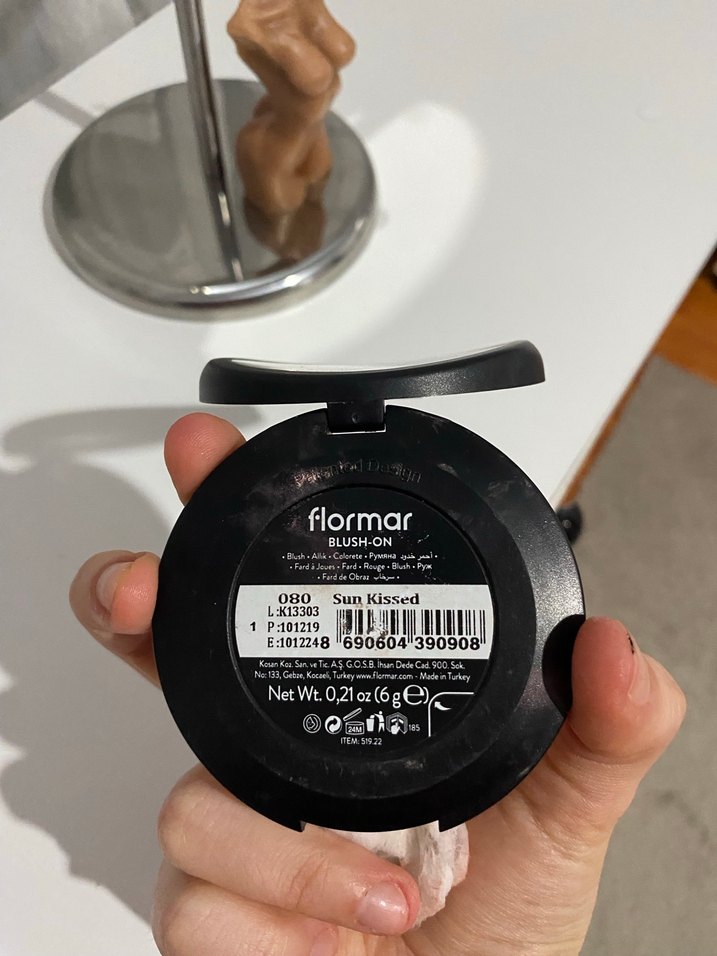 Patented Design
flormar
BLUSH-ON
• Blush • Allık • Colorete • Румяна أحمر خدود •
• Fard à Joues • Fard • Rouge • Blush • Руж
• Fard de Obraz سرخاب •
080 Sun Kissed
L:K13303
1 P:101219
E:101224
8 690604 390908
Kosan Koz. San. ve Tic. A.Ş. G.O.S.B. İhsan Dede Cad. 900. Sok.
No: 133, Gebze, Kocaeli, Turkey www.flormar.com - Made in Turkey
Net Wt. 0,21 oz (6 g ℮)
24M
185
ITEM: 519.22